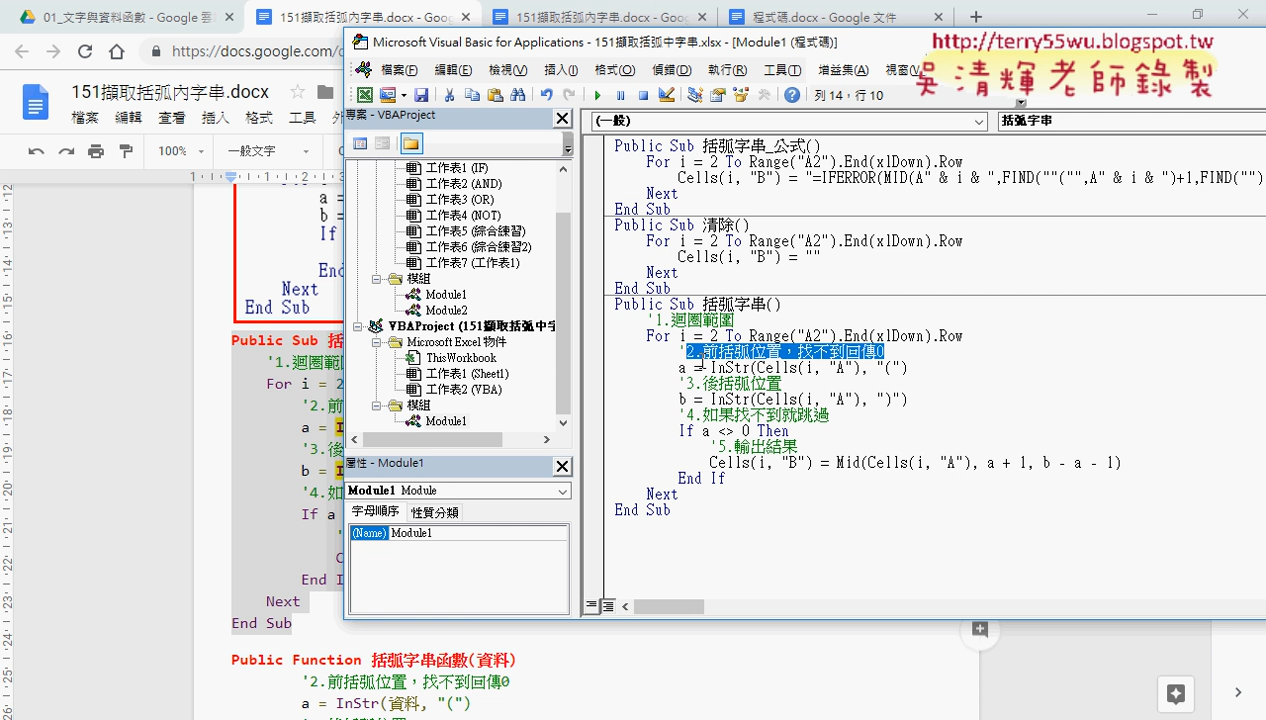 01_文字與資料函數 - Google 雲
151擷取括弧內字串.docx - Goog
151擷取括弧內字串.docx - Goog
程式碼.docx - Google 文件
https://docs.google.com/d
http://terry55wu.blogspot.tw
吳清輝老師錄製
151擷取括弧內字串.docx
檔案 編輯 查看 插入 格式 工具
100% 一般文字
a =
b =
If
End
Next
End Sub
Public Sub 括
'1.迴圈範圍
For i = 2
'2.前
a = I
'3.後
b = I
'4.如
If a
End I
Next
End Sub
Public Function 括弧字串函數(資料)
'2.前括弧位置，找不到回傳0
a = InStr(資料, "(")
Microsoft Visual Basic for Applications - 151擷取括弧中字串.xlsx - [Module1 (程式碼)]
檔案(F) 編輯(E) 檢視(V) 插入(I) 格式(O) 偵錯(D) 執行(R) 工具(T) 增益集(A) 視窗
列 14，行 10
專案 - VBAProject
工作表1 (IF)
工作表2 (AND)
工作表3 (OR)
工作表4 (NOT)
工作表5 (綜合練習)
工作表6 (綜合練習2)
工作表7 (工作表1)
模組
Module1
Module2
VBAProject (151擷取括弧中字
Microsoft Excel 物件
ThisWorkbook
工作表1 (Sheet1)
工作表2 (VBA)
模組
Module1
屬性 - Module1
Module1 Module
字母順序 性質分類
(Name) Module1
(一般)
括弧字串
Public Sub 括弧字串_公式()
For i = 2 To Range("A2").End(xlDown).Row
Cells(i, "B") = "=IFERROR(MID(A" & i & ",FIND(""("",A" & i & ")+1,FIND("")
Next
End Sub
Public Sub 清除()
For i = 2 To Range("A2").End(xlDown).Row
Cells(i, "B") = ""
Next
End Sub
Public Sub 括弧字串()
'1.迴圈範圍
For i = 2 To Range("A2").End(xlDown).Row
'2.前括弧位置，找不到回傳0
a = InStr(Cells(i, "A"), "(")
'3.後括弧位置
b = InStr(Cells(i, "A"), ")")
'4.如果找不到就跳過
If a <> 0 Then
'5.輸出結果
Cells(i, "B") = Mid(Cells(i, "A"), a + 1, b - a - 1)
End If
Next
End Sub